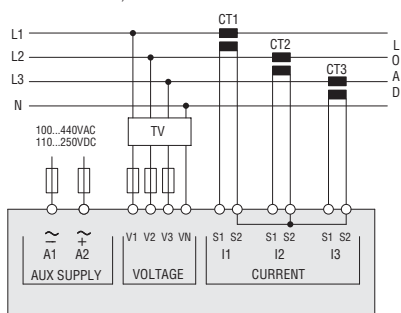 CT1
L1
L2
CT2
L3
CT3
N
L
O
A
D
100...440VAC
110...250VDC
TV
V1 V2 V3 VN
S1 S2 S1 S2 S1 S2
~ ~
− +
A1 A2
I1 I2 I3
AUX SUPPLY VOLTAGE CURRENT